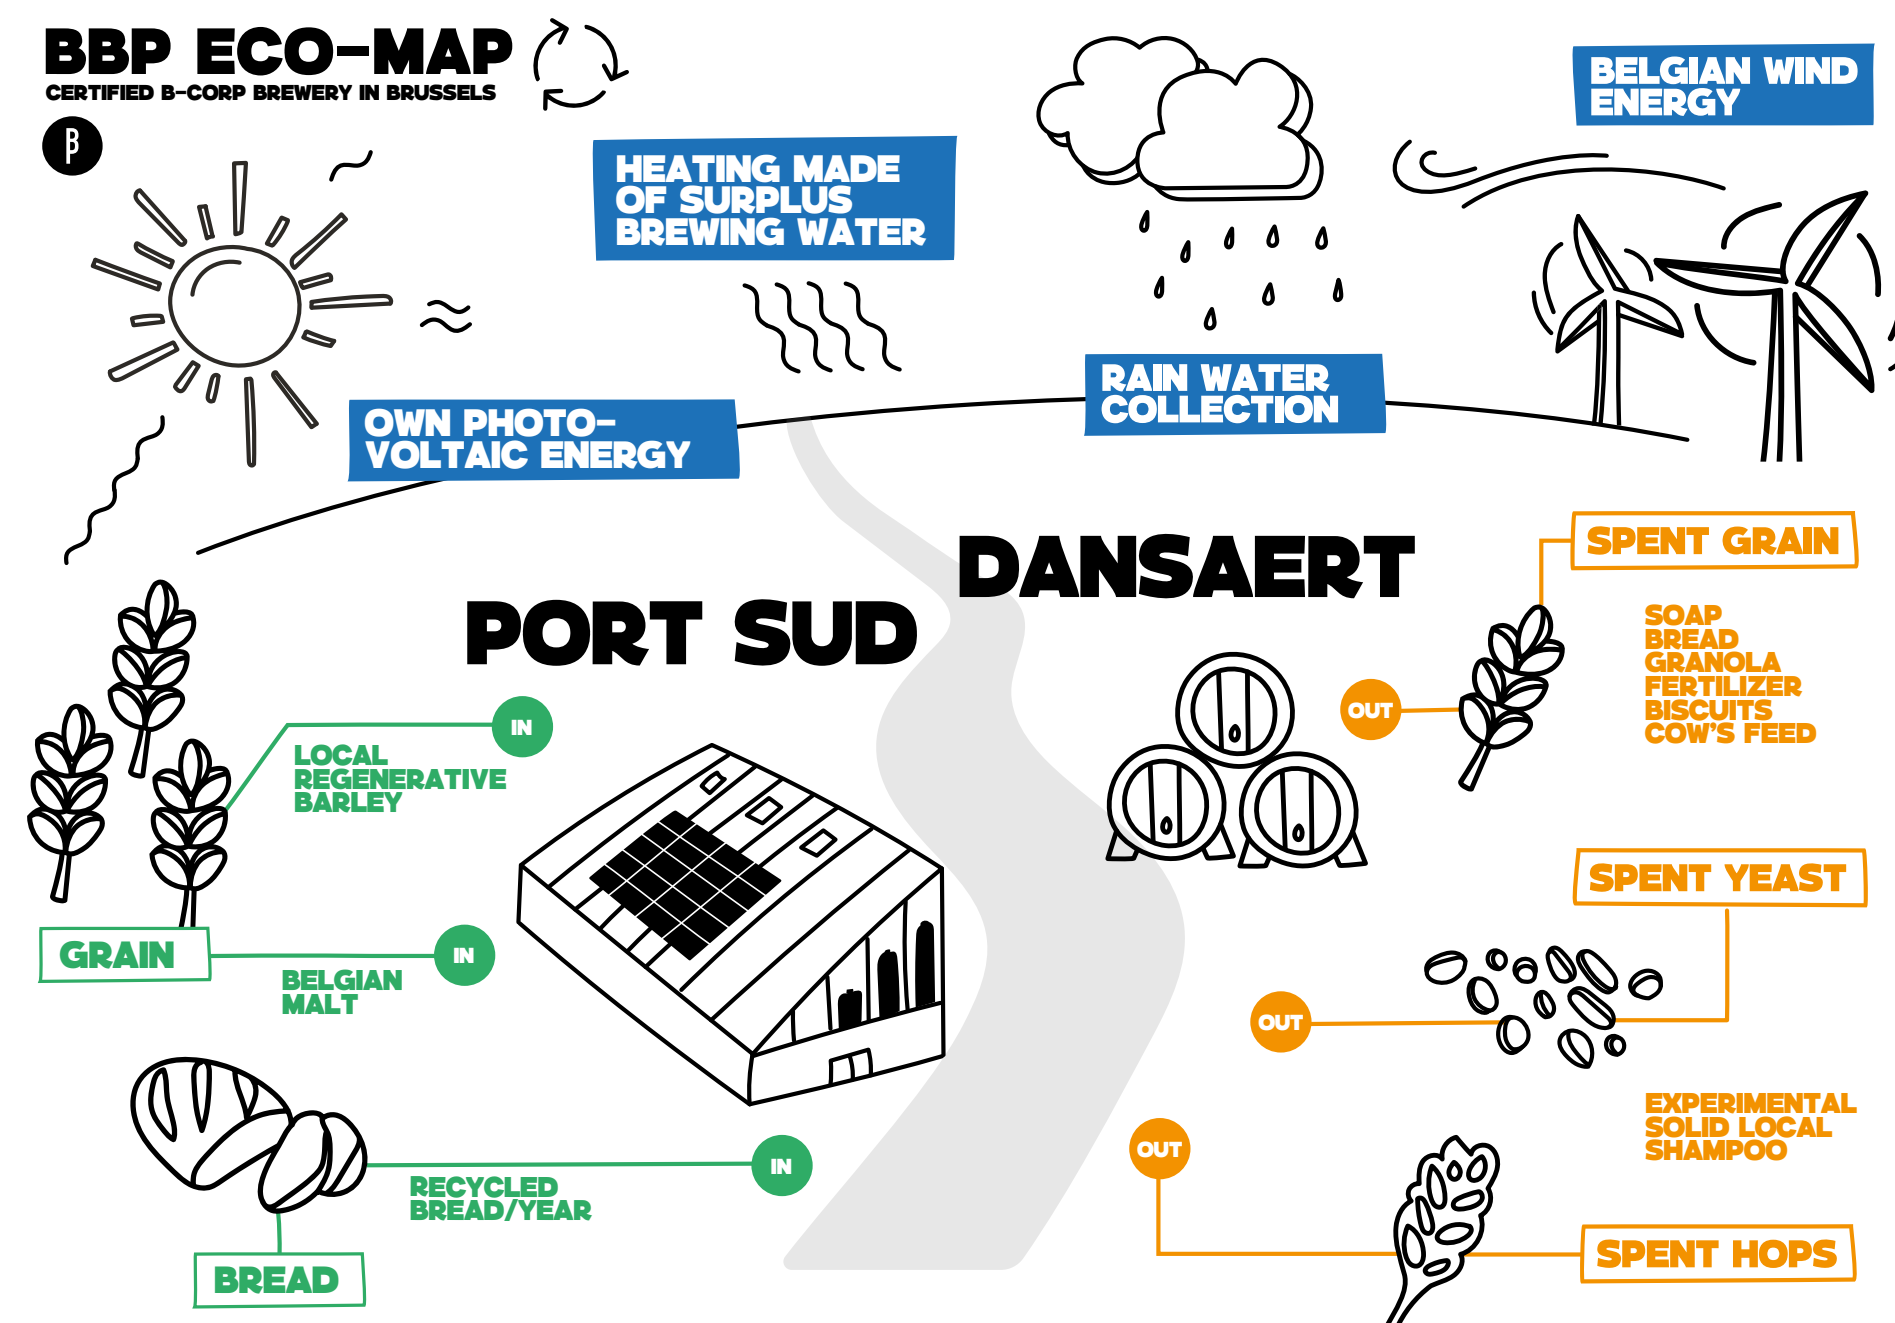 BBP ECO-MAP
CERTIFIED B-CORP BREWERY IN BRUSSELS
BELGIAN WIND
ENERGY
HEATING MADE
OF SURPLUS
BREWING WATER
RAIN WATER
COLLECTION
OWN PHOTO-
VOLTAIC ENERGY
DANSAERT
PORT SUD
SPENT GRAIN
SOAP
BREAD
GRANOLA
FERTILIZER
BISCUITS
COW'S FEED
OUT
IN
LOCAL
REGENERATIVE
BARLEY
GRAIN
IN
BELGIAN
MALT
SPENT YEAST
OUT
EXPERIMENTAL
SOLID LOCAL
SHAMPOO
OUT
SPENT HOPS
IN
RECYCLED
BREAD/YEAR
BREAD